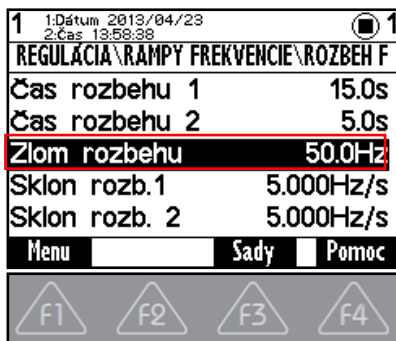 1 1:Dátum 2013/04/23 1
2:Čas 13:58:38
REGULÁCIA\RAMPY FREKVENCIE\ROZBEH F
Čas rozbehu 1 15.0s
Čas rozbehu 2 5.0s
Zlom rozbehu 50.0Hz
Sklon rozb.1 5.000Hz/s
Sklon rozb. 2 5.000Hz/s
Menu Sady Pomoc
F1 F2 F3 F4